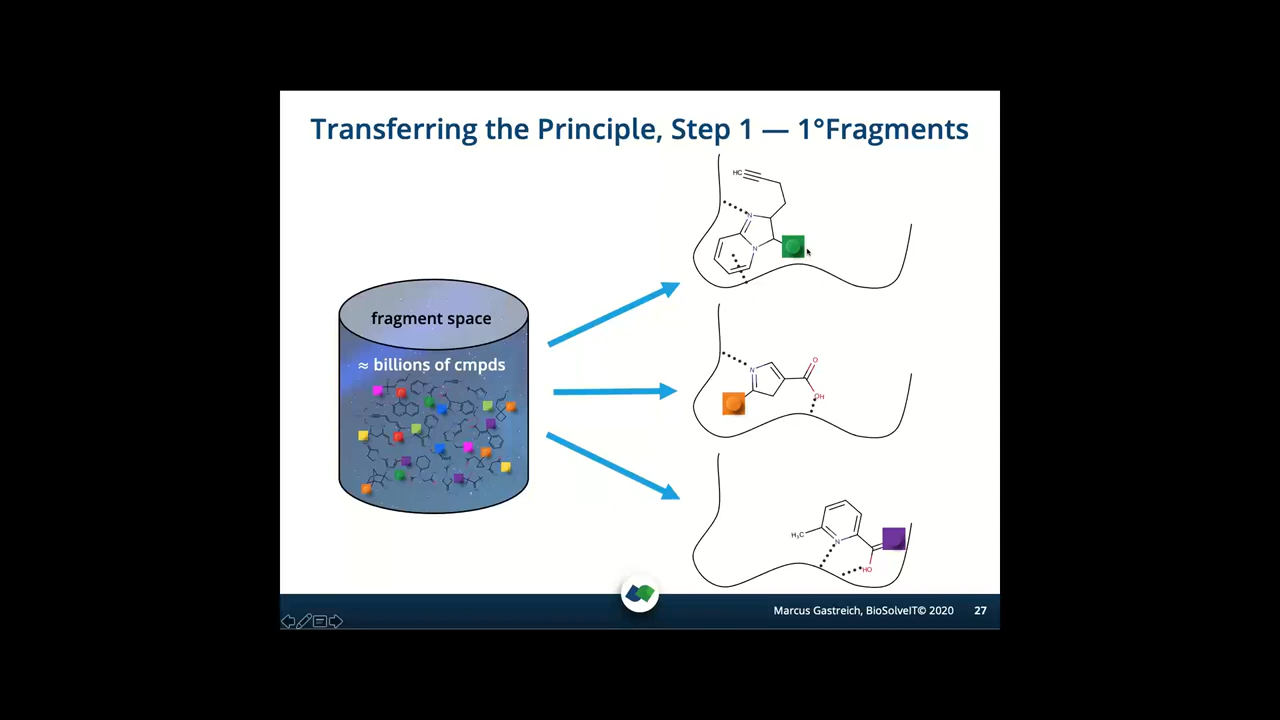 Transferring the Principle, Step 1 — 1°Fragments
HC
N
N
fragment space
≈ billions of cmpds
N
O
OH
H₃C
N
HO
Marcus Gastreich, BioSolveIT© 2020
27